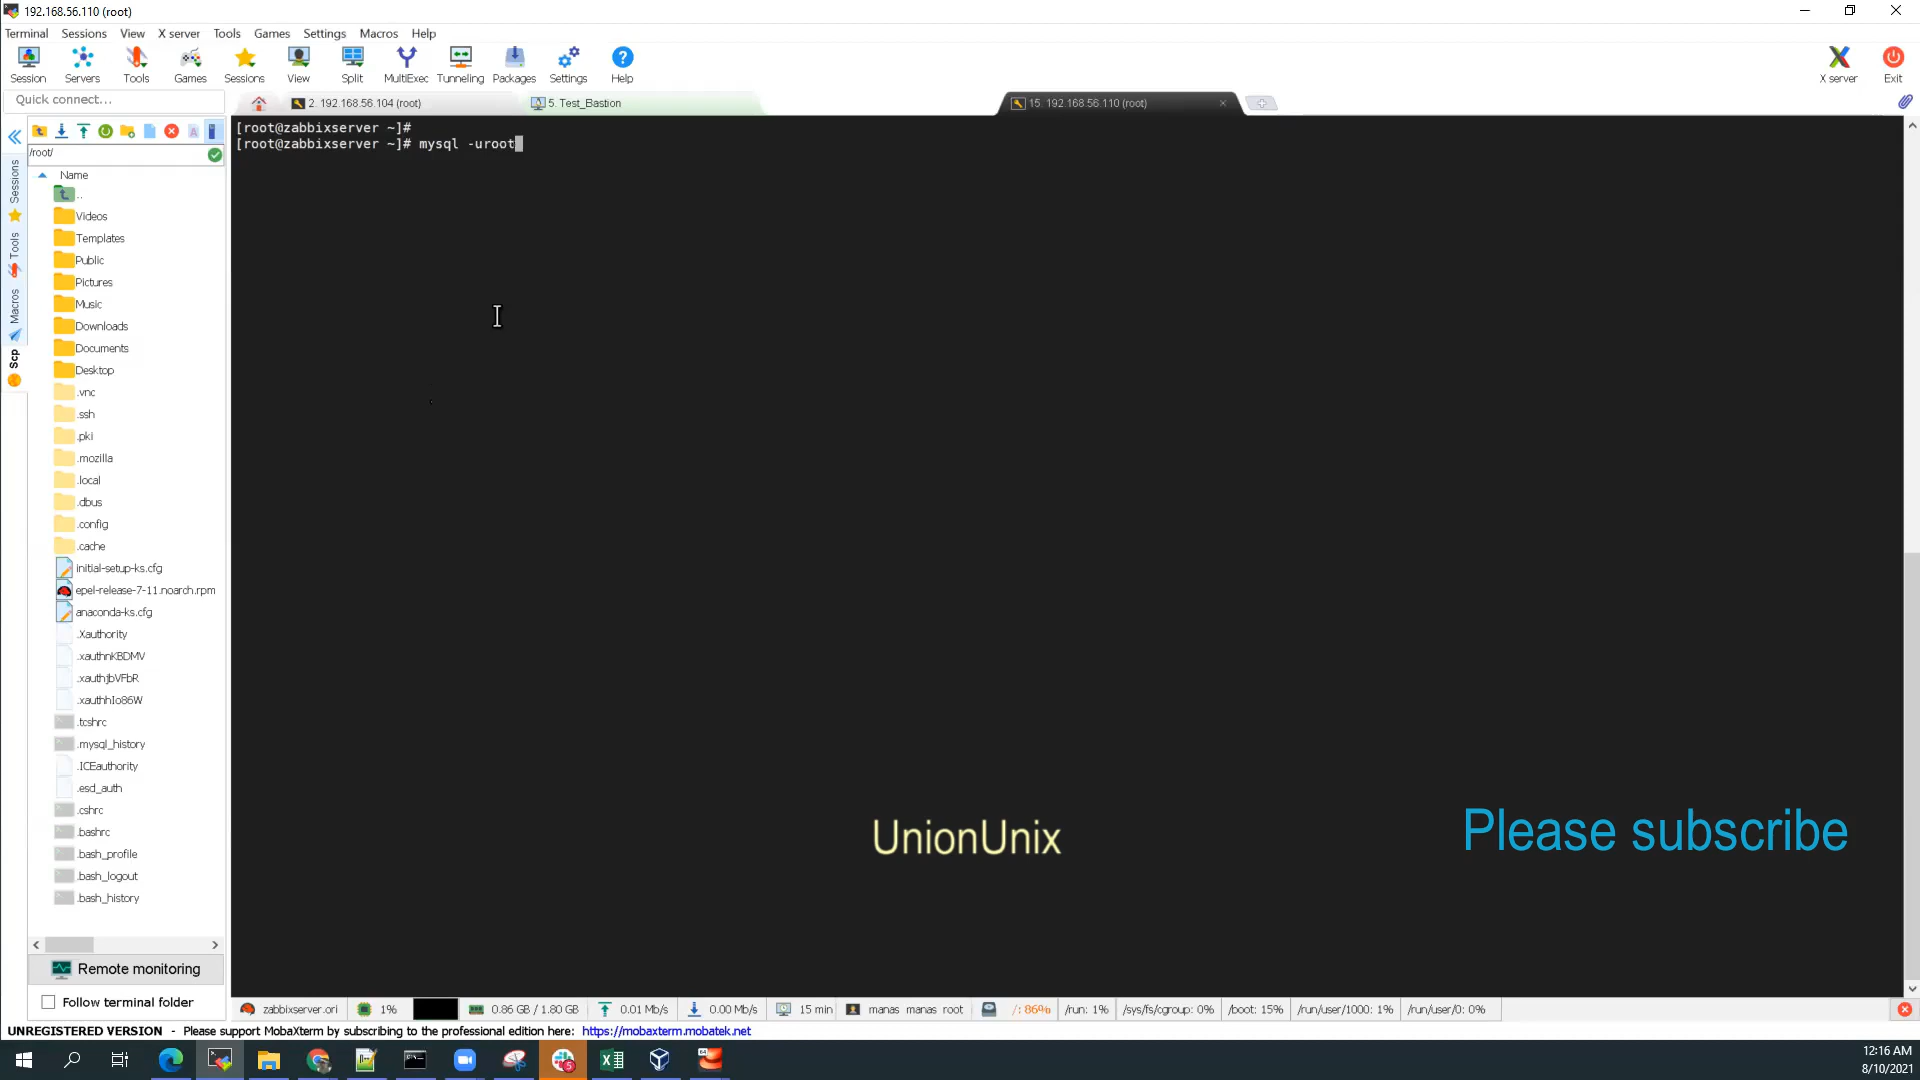 192.168.56.110 (root)
Terminal Sessions View X server Tools Games Settings Macros Help
Session Servers Tools Games Sessions View Split MultiExec Tunneling Packages Settings Help X server Exit
Quick connect...
2. 192.168.56.104 (root)
5. Test_Bastion
15. 192.168.56.110 (root)
[root@zabbixserver ~]#
[root@zabbixserver ~]# mysql -uroot
/root/
Sessions
Tools
Macros
Scp
Name
..
Videos
Templates
Public
Pictures
Music
Downloads
Documents
Desktop
.vnc
.ssh
.pki
.mozilla
.local
.dbus
.config
.cache
initial-setup-ks.cfg
epel-release-7-11.noarch.rpm
anaconda-ks.cfg
.Xauthority
.xauthnKBDMV
.xauthjbVFbR
.xauthhIo86W
.tcshrc
.mysql_history
.ICEauthority
.esd_auth
.cshrc
.bashrc
.bash_profile
.bash_logout
.bash_history
UnionUnix
Please subscribe
Remote monitoring
Follow terminal folder
zabbixserver.ori 1% 0.86 GB / 1.80 GB 0.01 Mb/s 0.00 Mb/s 15 min manas manas root /: 86% /run: 1% /sys/fs/cgroup: 0% /boot: 15% /run/user/1000: 1% /run/user/0: 0%
UNREGISTERED VERSION - Please support MobaXterm by subscribing to the professional edition here: https://mobaxterm.mobatek.net
12:16 AM
8/10/2021